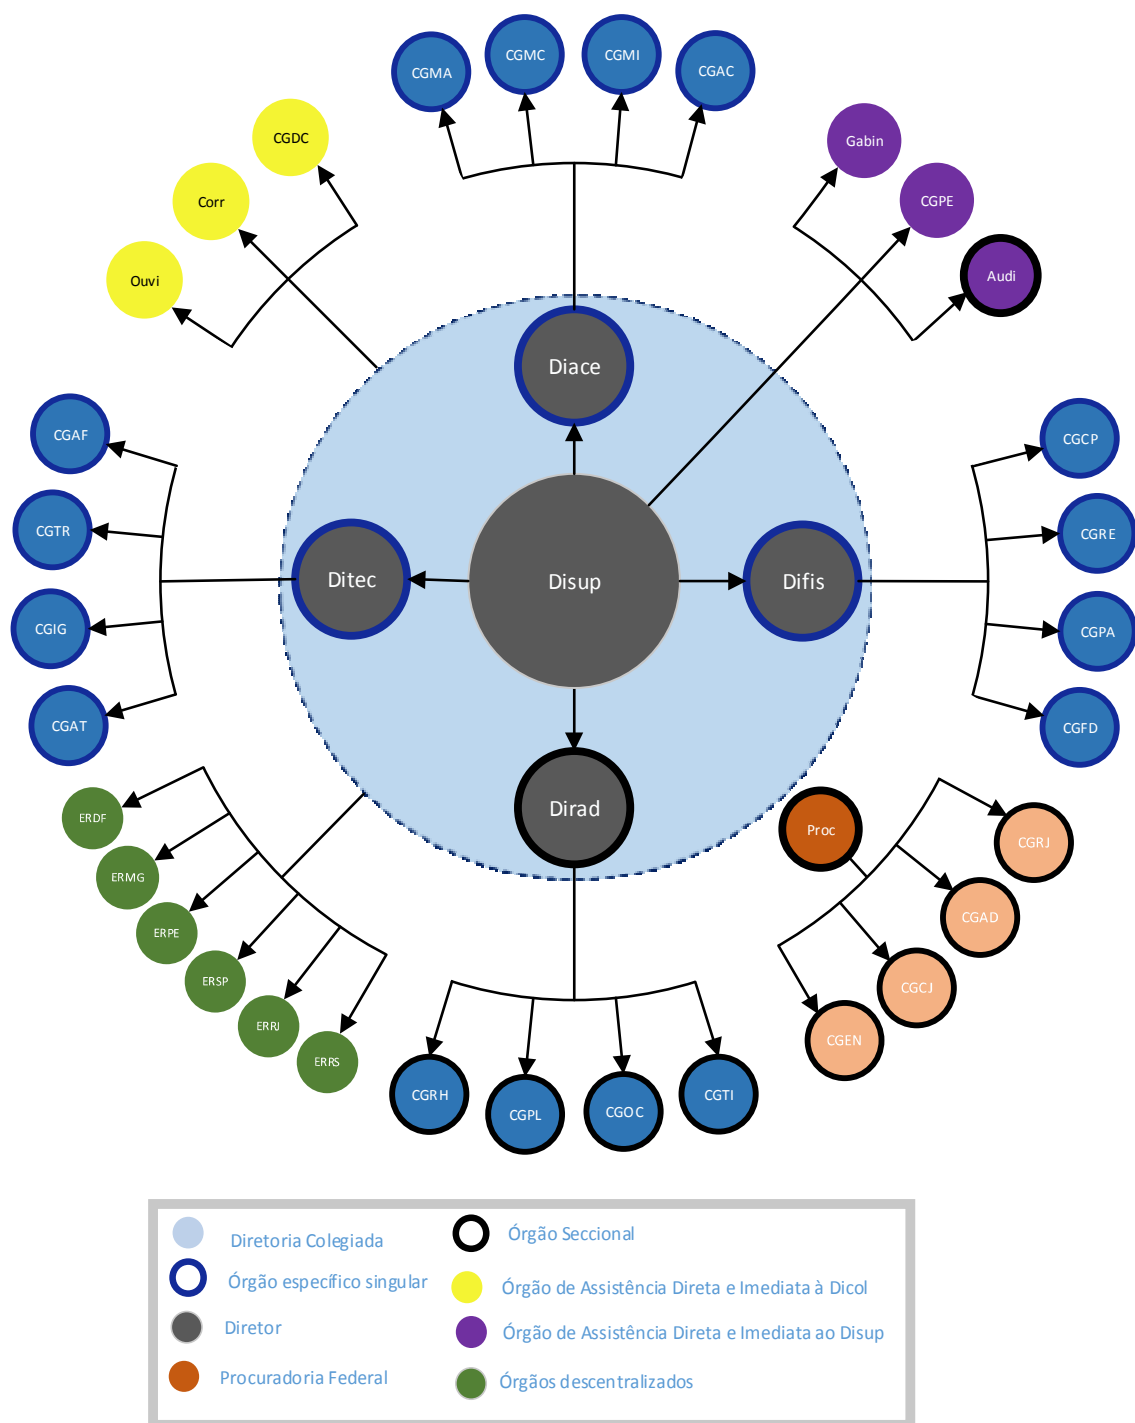 CGMA
CGMC
CGMI
CGAC
CGDC
Corr
Ouvi
Gabin
CGPE
Audi
Diace
CGAF
CGTR
CGIG
CGAT
Ditec
Disup
Difis
CGCP
CGRE
CGPA
CGFD
Dirad
Proc
CGRJ
CGAD
CGCJ
CGEN
ERDF
ERMG
ERPE
ERSP
ERRJ
ERRS
CGRH
CGPL
CGOC
CGTI
Diretoria Colegiada
Órgão Seccional
Órgão específico singular
Órgão de Assistência Direta e Imediata à Dicol
Diretor
Órgão de Assistência Direta e Imediata ao Disup
Procuradoria Federal
Órgãos descentralizados